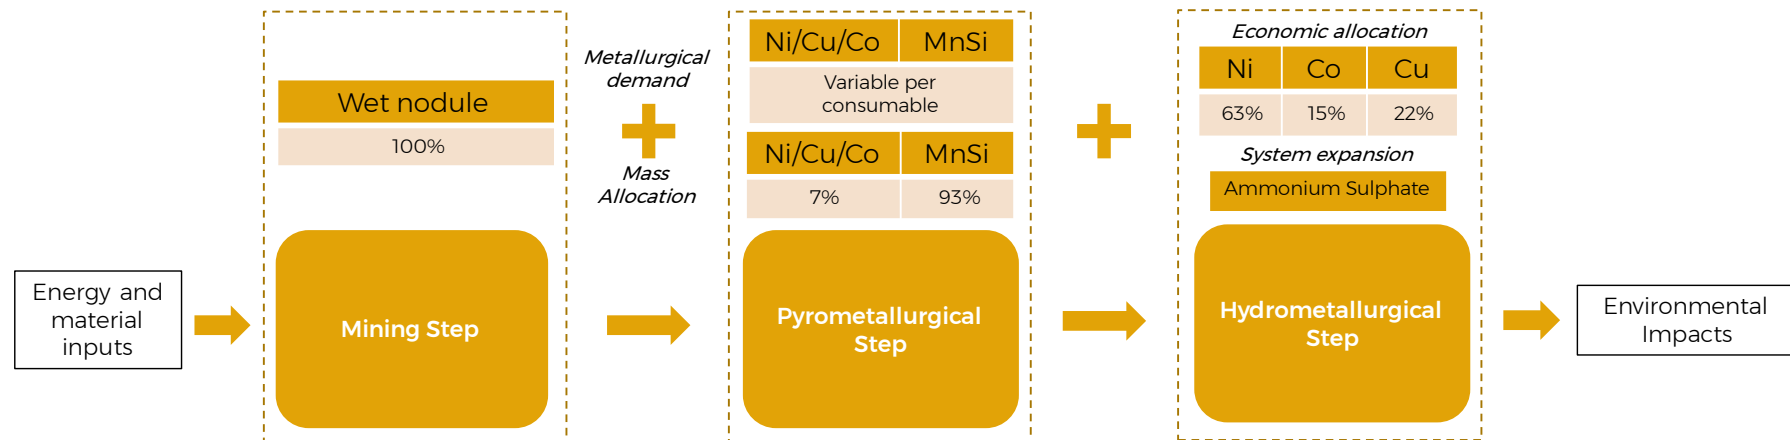 Energy and
material
inputs
Wet nodule
100%
Mining Step
Metallurgical
demand
Mass
Allocation
Ni/Cu/Co MnSi
Variable per
consumable
Ni/Cu/Co MnSi
7% 93%
Pyrometallurgical
Step
Economic allocation
Ni Co Cu
63% 15% 22%
System expansion
Ammonium Sulphate
Hydrometallurgical
Step
Environmental
Impacts